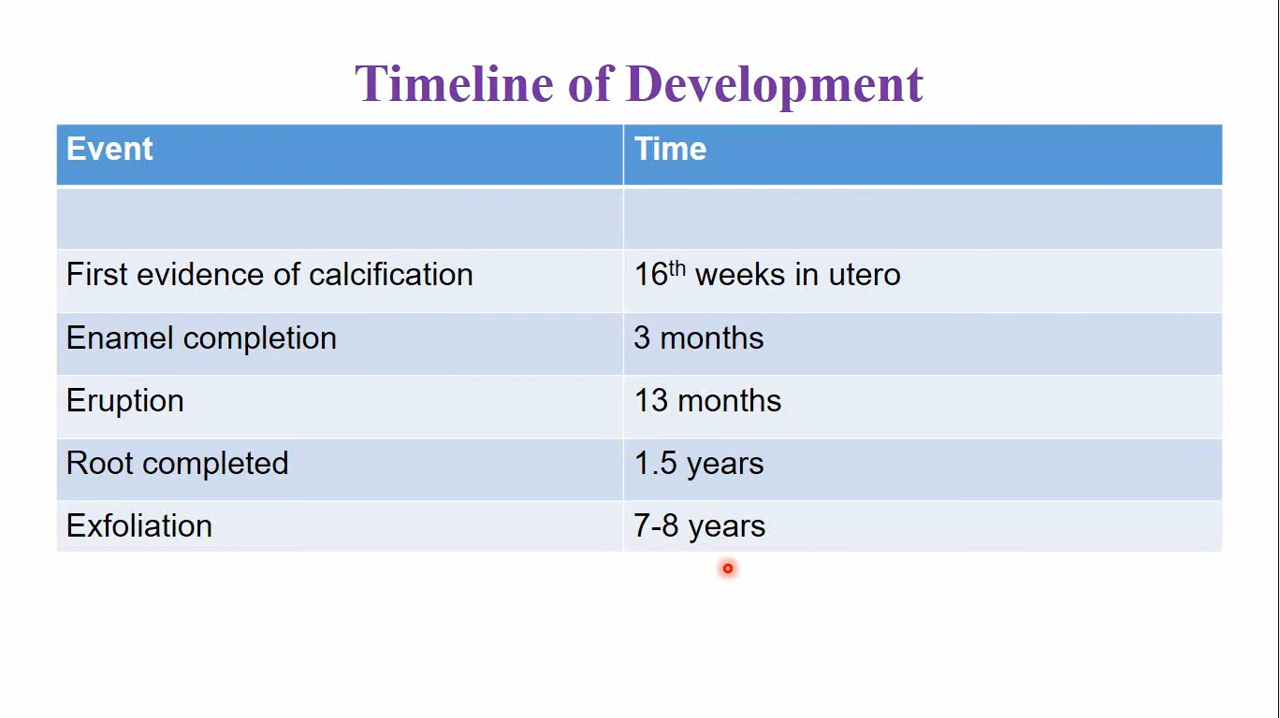 Timeline of Development
Event Time
First evidence of calcification 16th weeks in utero
Enamel completion 3 months
Eruption 13 months
Root completed 1.5 years
Exfoliation 7-8 years